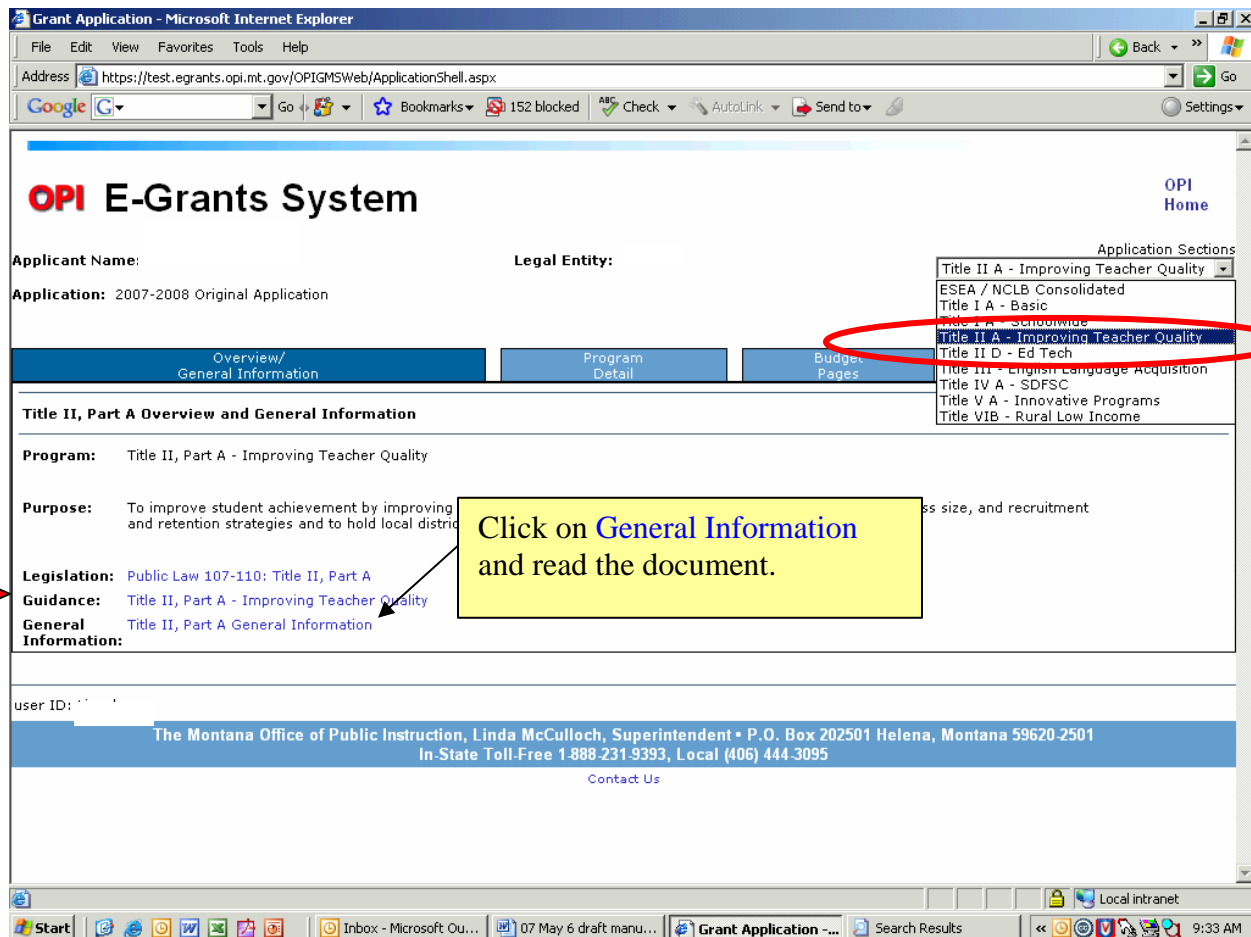 Grant Application - Microsoft Internet Explorer
File Edit View Favorites Tools Help
Back »
Address https://test.egrants.opi.mt.gov/OPIGMSWeb/ApplicationShell.aspx Go
Google G Go Bookmarks 152 blocked ABC Check AutoLink Send to Settings
OPI E-Grants System
OPI
Home
Applicant Name:
Legal Entity:
Application Sections
Title II A - Improving Teacher Quality
Application: 2007-2008 Original Application
ESEA / NCLB Consolidated
Title I A - Basic
Title I A - Schoolwide
Title II A - Improving Teacher Quality
Title II D - Ed Tech
Title III - English Language Acquisition
Title IV A - SDFSC
Title V A - Innovative Programs
Title VIB - Rural Low Income
Overview/
General Information
Program
Detail
Budget
Pages
Title II, Part A Overview and General Information
Program: Title II, Part A - Improving Teacher Quality
Purpose: To improve student achievement by improving ss size, and recruitment
and retention strategies and to hold local distric
Click on General Information
and read the document.
Legislation: Public Law 107-110: Title II, Part A
Guidance: Title II, Part A - Improving Teacher Quality
General Title II, Part A General Information
Information:
user ID:
The Montana Office of Public Instruction, Linda McCulloch, Superintendent • P.O. Box 202501 Helena, Montana 59620-2501
In-State Toll-Free 1-888-231-9393, Local (406) 444-3095
Contact Us
Local intranet
Start Inbox - Microsoft Ou... 07 May 6 draft manu... Grant Application -... Search Results « 9:33 AM